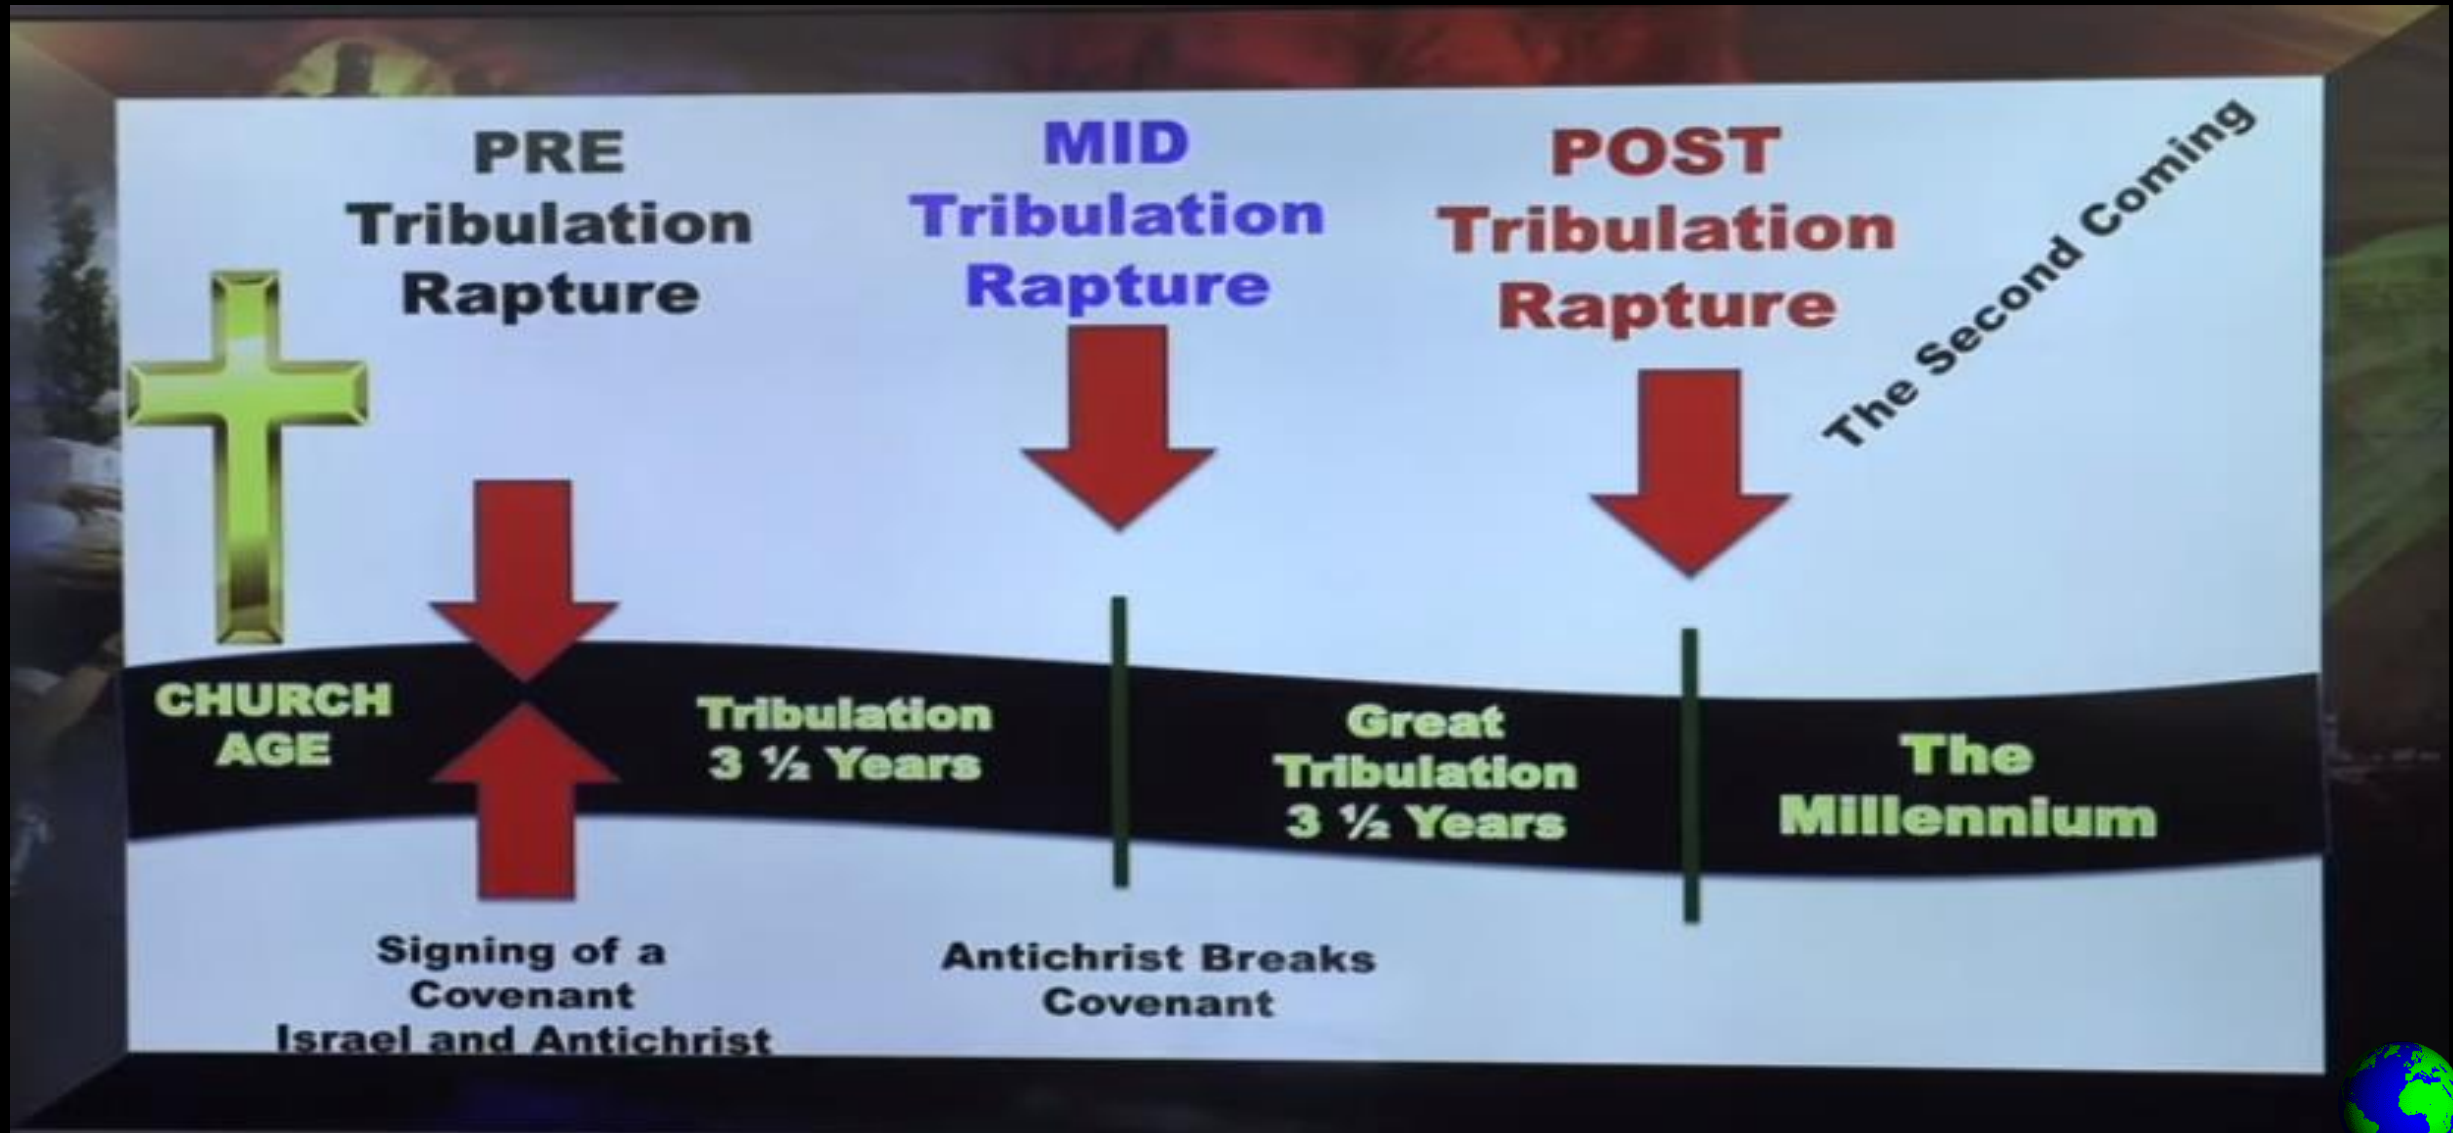 PRE
Tribulation
Rapture
MID
Tribulation
Rapture
POST
Tribulation
Rapture
The Second Coming
CHURCH
AGE
Tribulation
3 ½ Years
Great
Tribulation
3 ½ Years
The
Millennium
Signing of a
Covenant
Israel and Antichrist
Antichrist Breaks
Covenant